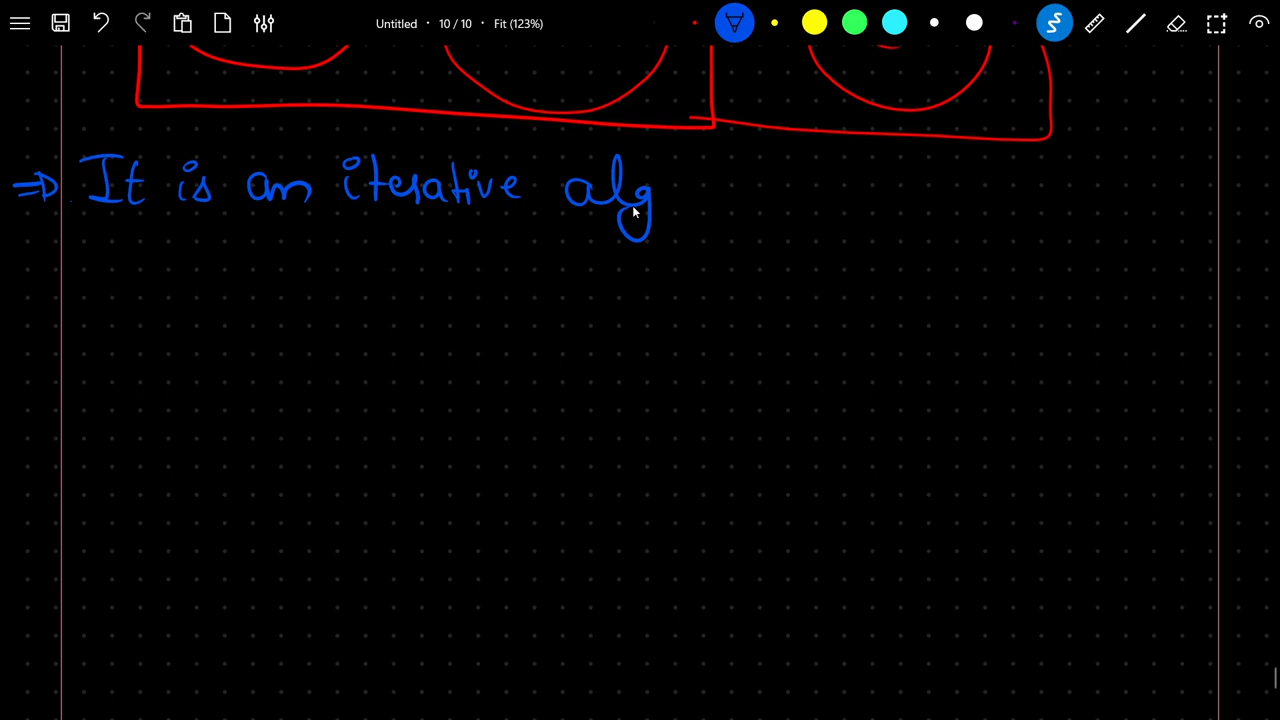 Untitled • 10 / 10 • Fit (123%)
⇒ It is an iterative alg